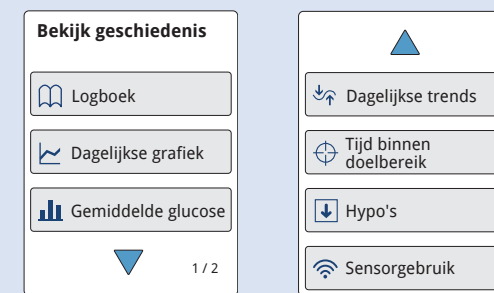 Bekijk geschiedenis
Logboek
Dagelijkse grafiek
Gemiddelde glucose
1 / 2
Dagelijkse trends
Tijd binnen
doelbereik
Hypo's
Sensorgebruik